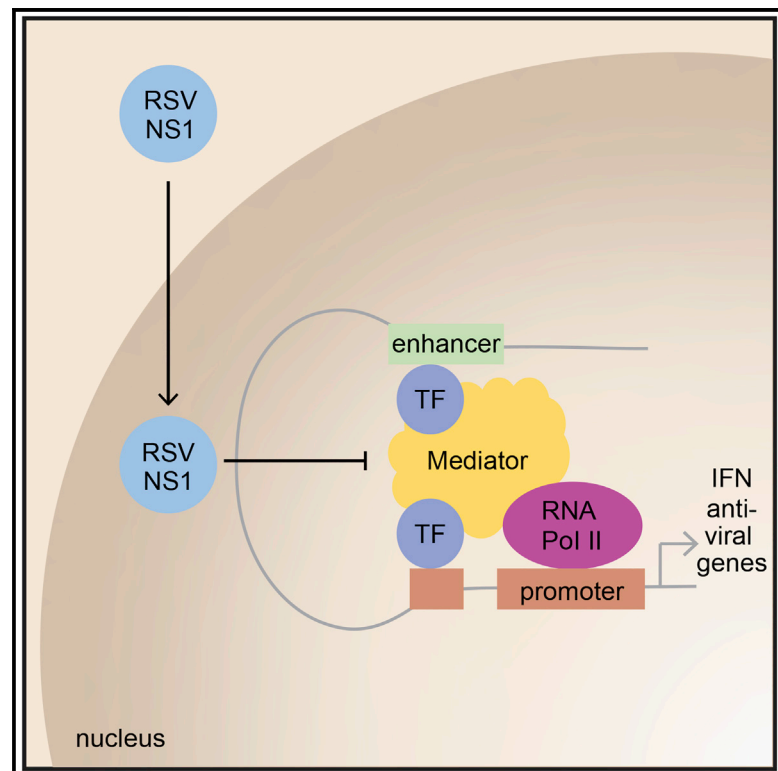 RSV
NS1
enhancer
TF
Mediator
RSV
NS1
TF
RNA
Pol II
IFN
anti-
viral
genes
promoter
nucleus